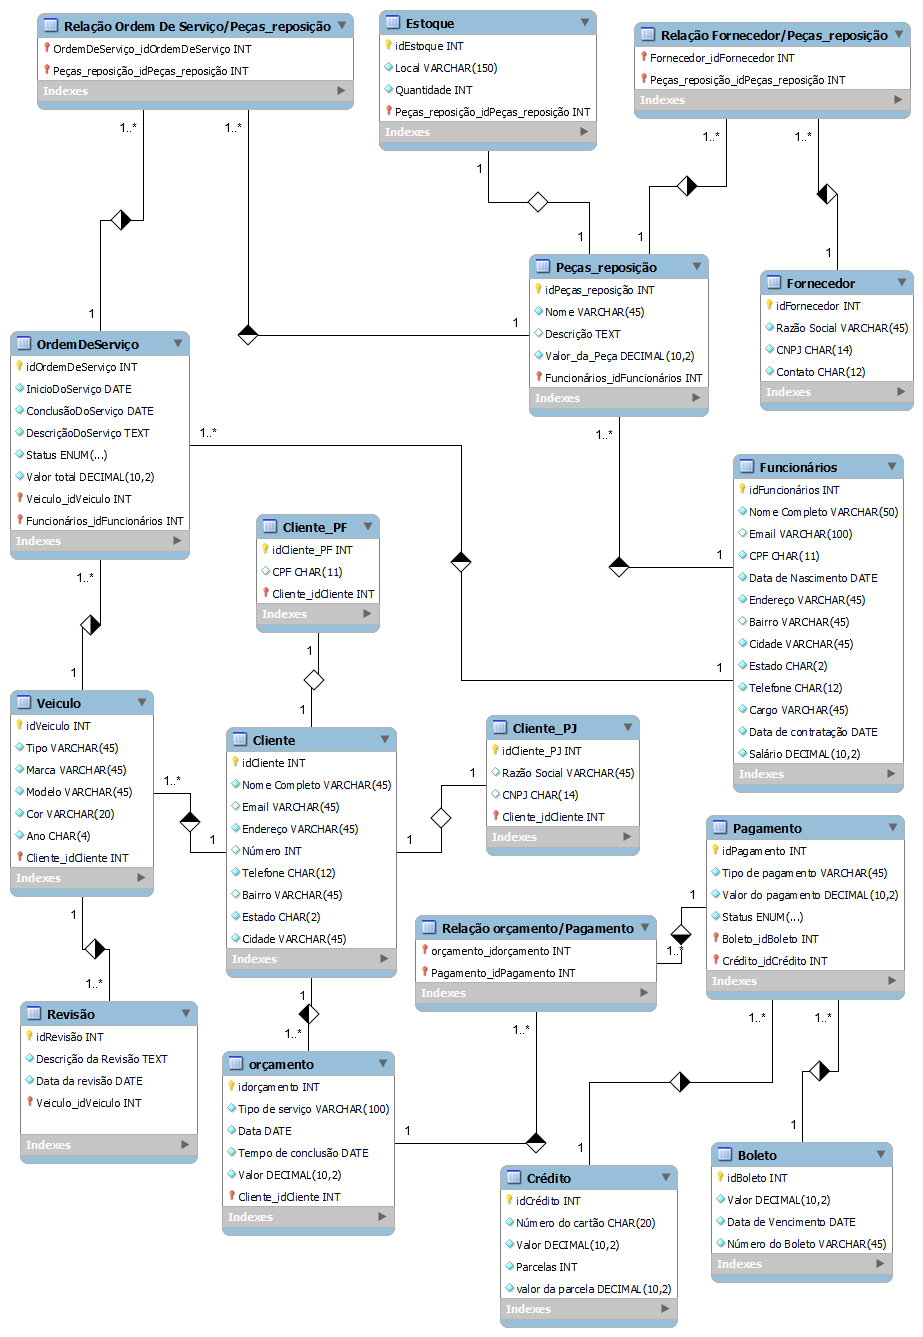 Relação Ordem De Serviço/Peças_reposição
OrdemDeServiço_idOrdemDeServiço INT
Peças_reposição_idPeças_reposição INT
Indexes
1..*
1..*
Estoque
idEstoque INT
Local VARCHAR(150)
Quantidade INT
Peças_reposição_idPeças_reposição INT
Indexes
1
1
Relação Fornecedor/Peças_reposição
Fornecedor_idFornecedor INT
Peças_reposição_idPeças_reposição INT
Indexes
1..*
1..*
1
1
Peças_reposição
idPeças_reposição INT
Nome VARCHAR(45)
Descrição TEXT
Valor_da_Peça DECIMAL(10,2)
Funcionários_idFuncionários INT
Indexes
1
1..*
Fornecedor
idFornecedor INT
Razão Social VARCHAR(45)
CNPJ CHAR(14)
Contato CHAR(12)
Indexes
1
OrdemDeServiço
idOrdemDeServiço INT
InicioDoServiço DATE
ConclusãoDoServiço DATE
DescriçãoDoServiço TEXT
Status ENUM(...)
Valor total DECIMAL(10,2)
Veiculo_idVeiculo INT
Funcionários_idFuncionários INT
Indexes
1..*
1..*
Funcionários
idFuncionários INT
Nome Completo VARCHAR(50)
Email VARCHAR(100)
CPF CHAR(11)
Data de Nascimento DATE
Endereço VARCHAR(45)
Bairro VARCHAR(45)
Cidade VARCHAR(45)
Estado CHAR(2)
Telefone CHAR(12)
Cargo VARCHAR(45)
Data de contratação DATE
Salário DECIMAL(10,2)
Indexes
1
1
Cliente_PF
idCliente_PF INT
CPF CHAR(11)
Cliente_idCliente INT
Indexes
1
1
1
Veiculo
idVeiculo INT
Tipo VARCHAR(45)
Marca VARCHAR(45)
Modelo VARCHAR(45)
Cor VARCHAR(20)
Ano CHAR(4)
Cliente_idCliente INT
Indexes
1..*
1
1
Cliente
idCliente INT
Nome Completo VARCHAR(45)
Email VARCHAR(45)
Endereço VARCHAR(45)
Número INT
Telefone CHAR(12)
Bairro VARCHAR(45)
Estado CHAR(2)
Cidade VARCHAR(45)
Indexes
1
1
1
Cliente_PJ
idCliente_PJ INT
Razão Social VARCHAR(45)
CNPJ CHAR(14)
Cliente_idCliente INT
Indexes
Pagamento
idPagamento INT
Tipo de pagamento VARCHAR(45)
Valor do pagamento DECIMAL(10,2)
Status ENUM(...)
Boleto_idBoleto INT
Crédito_idCrédito INT
Indexes
1
1..*
1..*
1..*
Relação orçamento/Pagamento
orçamento_idorçamento INT
Pagamento_idPagamento INT
Indexes
1..*
1..*
Revisão
idRevisão INT
Descrição da Revisão TEXT
Data da revisão DATE
Veiculo_idVeiculo INT
Indexes
1..*
orçamento
idorçamento INT
Tipo de serviço VARCHAR(100)
Data DATE
Tempo de conclusão DATE
Valor DECIMAL(10,2)
Cliente_idCliente INT
Indexes
1
1
Crédito
idCrédito INT
Número do cartão CHAR(20)
Valor DECIMAL(10,2)
Parcelas INT
valor da parcela DECIMAL(10,2)
Indexes
1
Boleto
idBoleto INT
Valor DECIMAL(10,2)
Data de Vencimento DATE
Número do Boleto VARCHAR(45)
Indexes